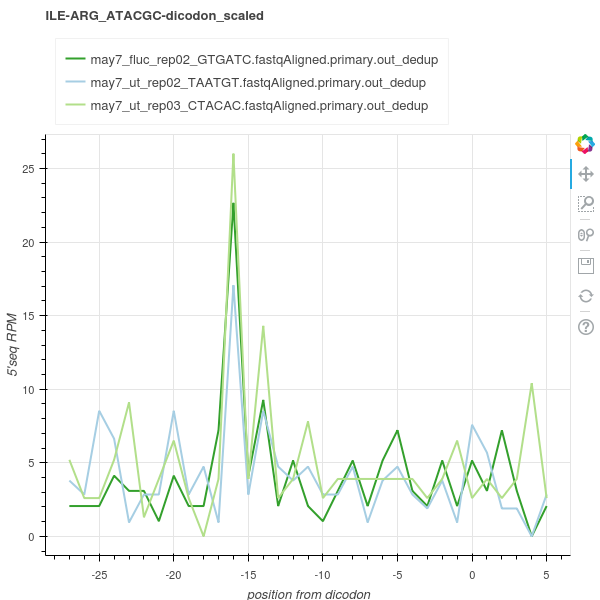 ILE-ARG_ATACGC-dicodon_scaled
may7_fluc_rep02_GTGATC.fastqAligned.primary.out_dedup
may7_ut_rep02_TAATGT.fastqAligned.primary.out_dedup
may7_ut_rep03_CTACAC.fastqAligned.primary.out_dedup
25
20
15
10
5
0
5'seq RPM
-25 -20 -15 -10 -5 0 5
position from dicodon